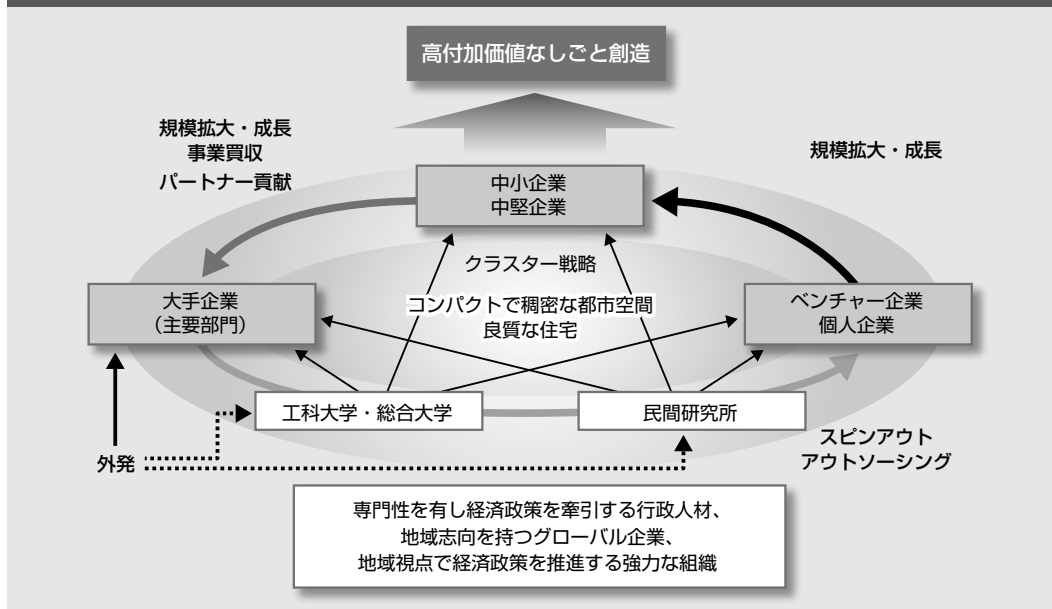 高付加価値なしごと創造
規模拡大・成長
事業買収
パートナー貢献
規模拡大・成長
中小企業
中堅企業
クラスター戦略
大手企業
（主要部門）
コンパクトで稠密な都市空間
良質な住宅
ベンチャー企業
個人企業
工科大学・総合大学
民間研究所
外発
スピンアウト
アウトソーシング
専門性を有し経済政策を牽引する行政人材、
地域志向を持つグローバル企業、
地域視点で経済政策を推進する強力な組織